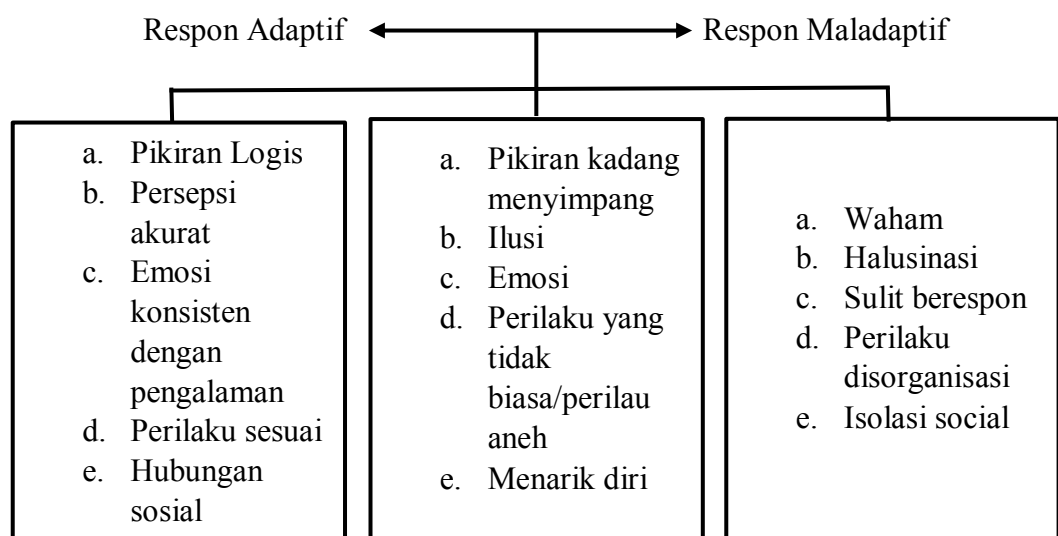 Respon Adaptif
Respon Maladaptif
a. Pikiran Logis
b. Persepsi
akurat
c. Emosi
konsisten
dengan
pengalaman
d. Perilaku sesuai
e. Hubungan
sosial
a. Pikiran kadang
menyimpang
b. Ilusi
c. Emosi
d. Perilaku yang
tidak
biasa/perilau
aneh
e. Menarik diri
a. Waham
b. Halusinasi
c. Sulit berespon
d. Perilaku
disorganisasi
e. Isolasi social